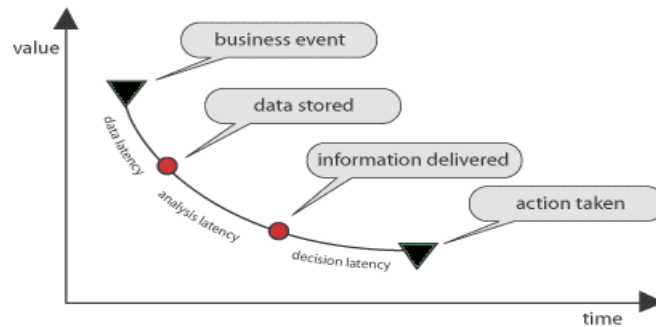 value
business event
data stored
data latency
information delivered
analysis latency
action taken
decision latency
time